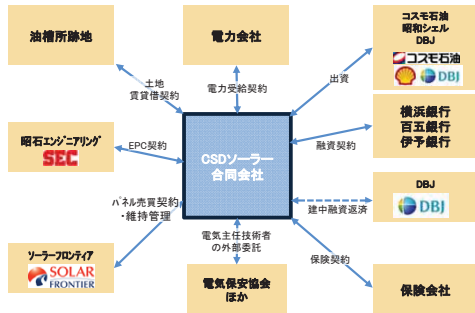 油槽所跡地
電力会社
コスモ石油
昭和シェル
DBJ
コスモ石油
DBJ
土地
賃貸借契約
電力受給契約
出資
昭石エンジニアリング
SEC
EPC契約
CSDソーラー
合同会社
融資契約
横浜銀行
百五銀行
伊予銀行
パネル売買契約
・維持管理
建中融資返済
DBJ
DBJ
ソーラーフロンティア
SOLAR
FRONTIER
電気主任技術者
の外部委託
保険契約
電気保安協会
ほか
保険会社